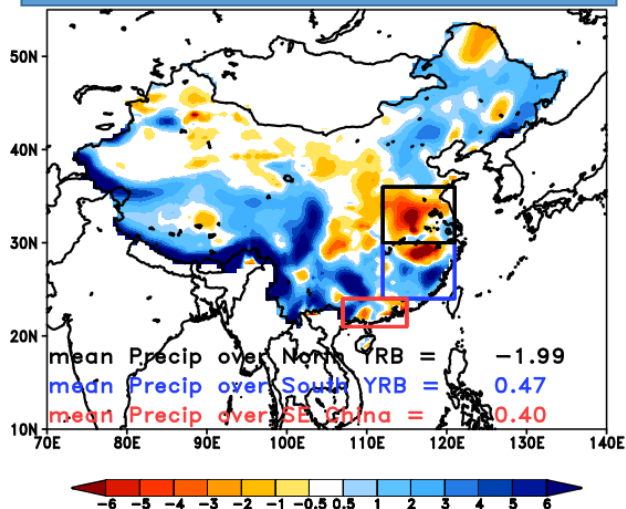 50N
40N
30N
20N
mean Precip over North YRB = -1.99
mean Precip over South YRB = 0.47
mean Precip over SE China = 0.40
10N
70E 80E 90E 100E 110E 120E 130E 140E
-6 -5 -4 -3 -2 -1 -0.5 0.5 1 2 3 4 5 6